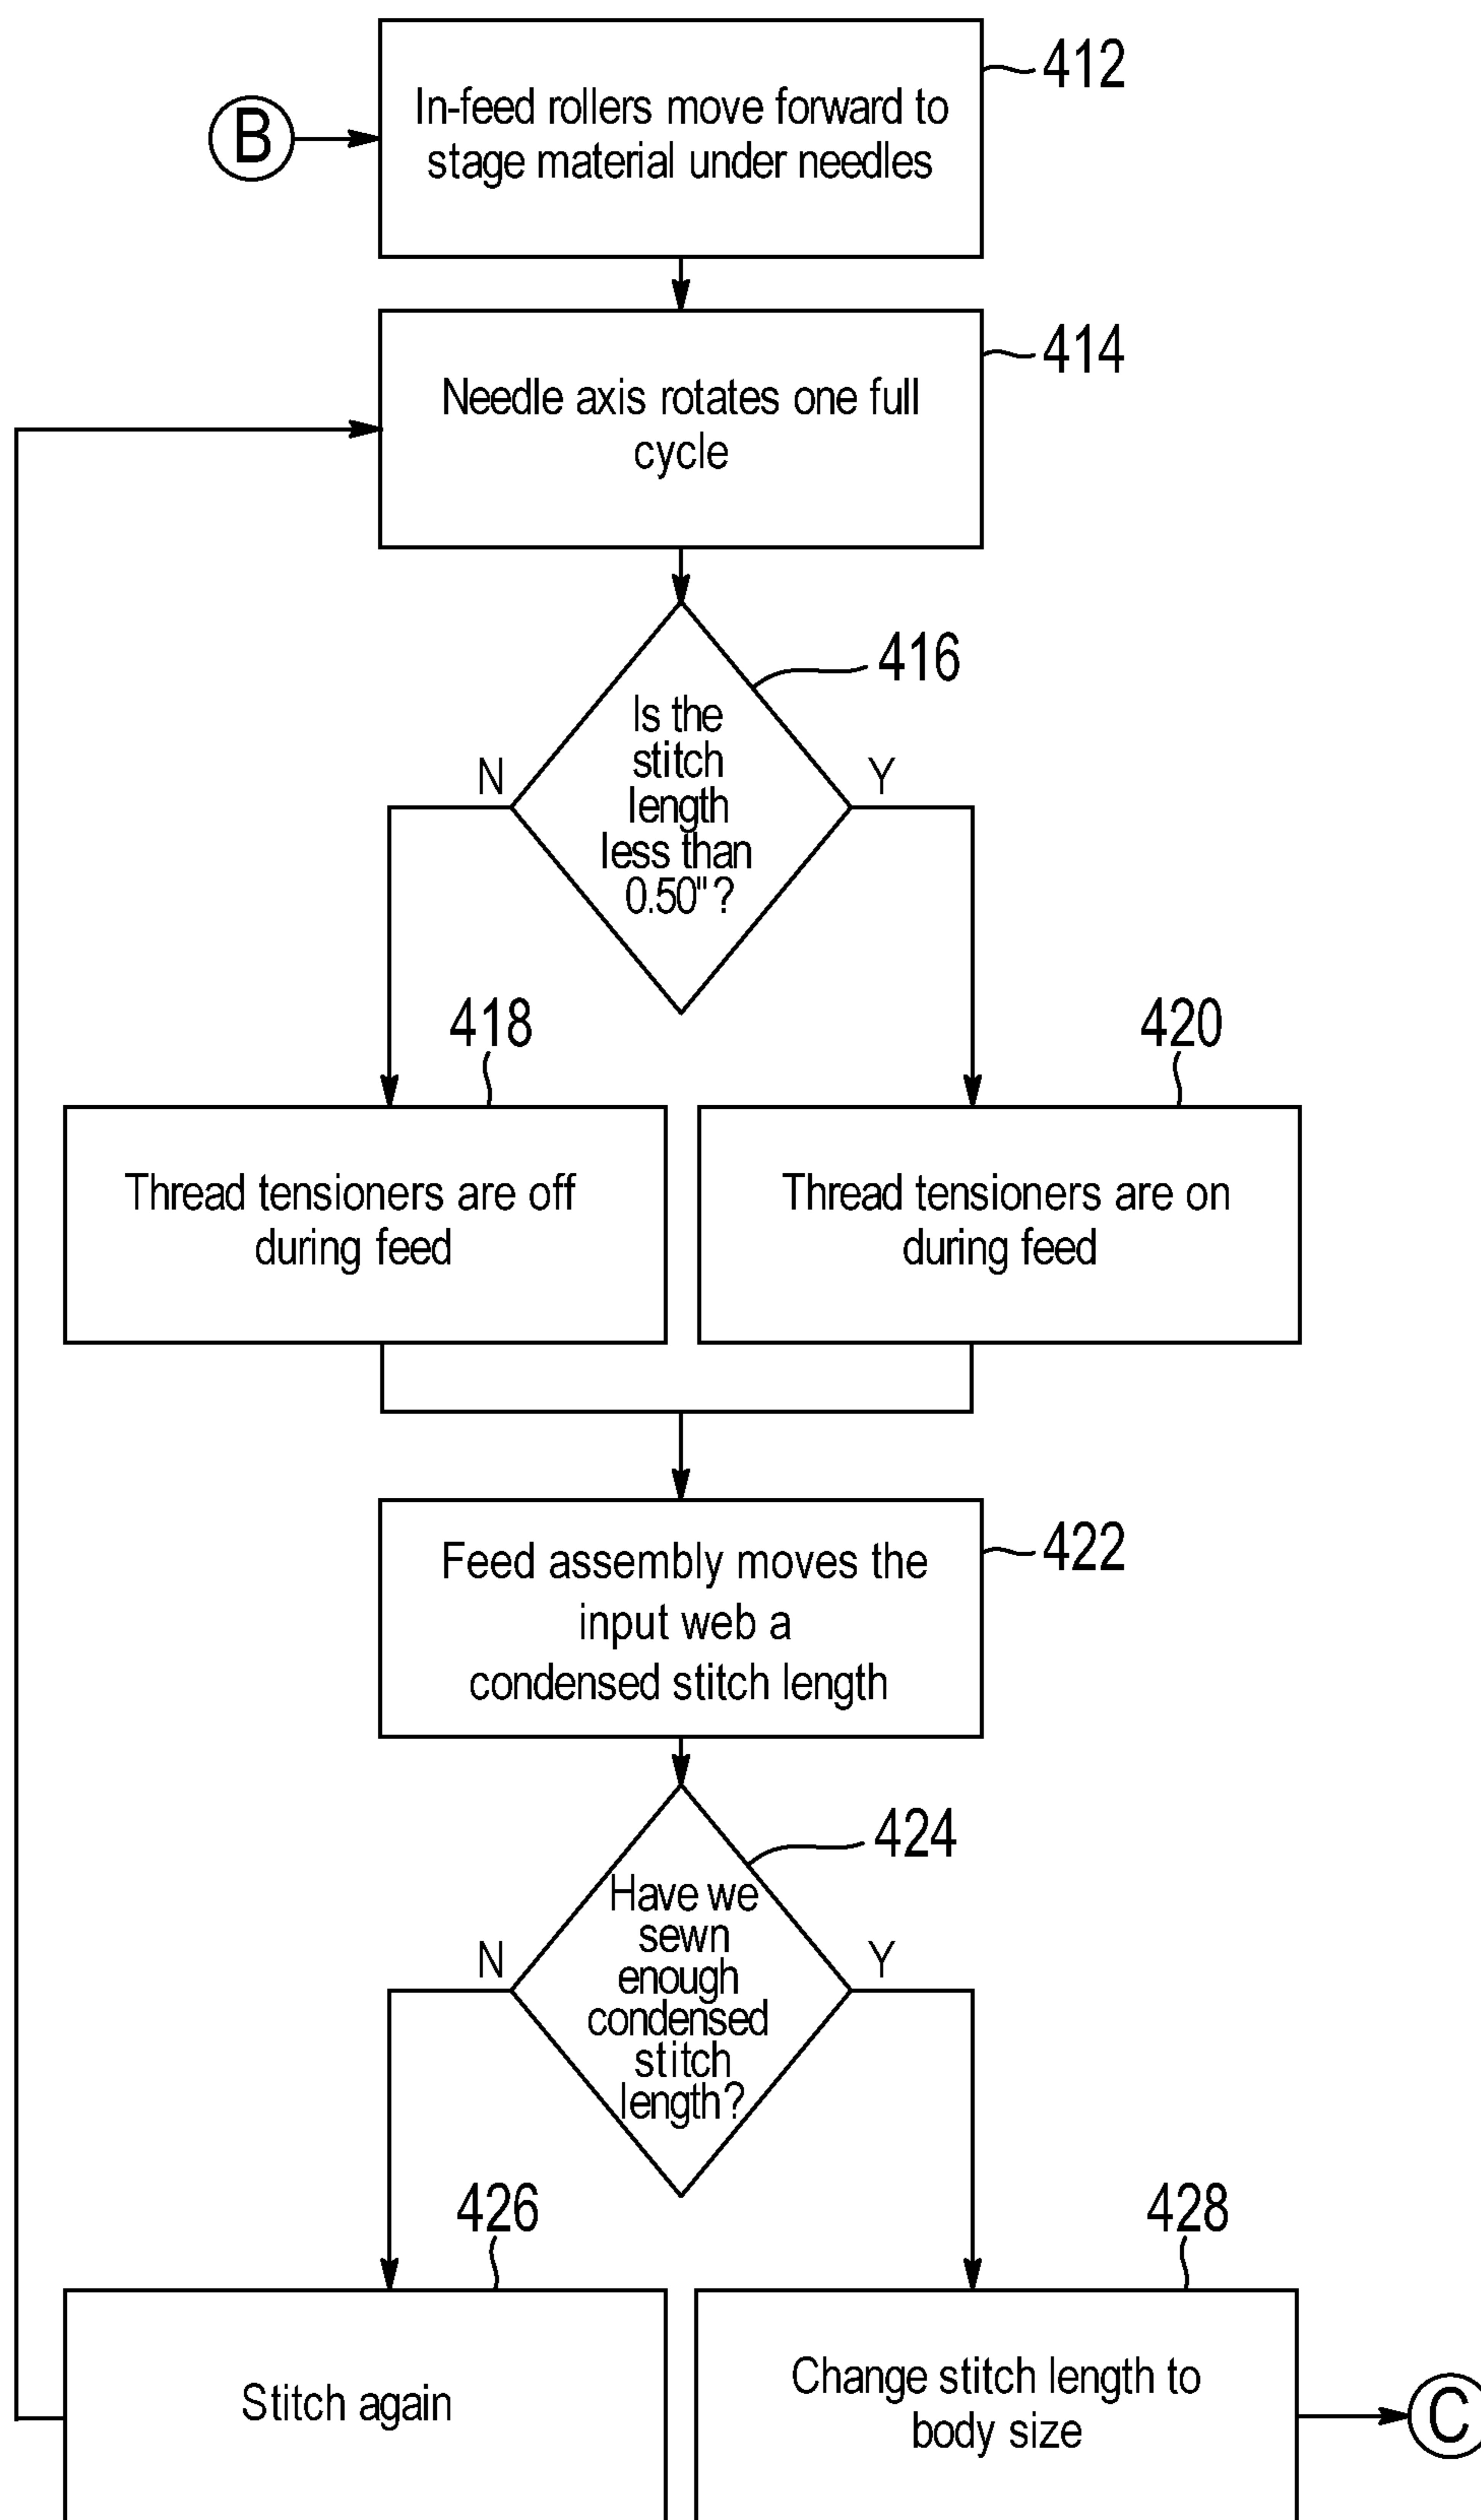 412
B
In-feed rollers move forward to
stage material under needles
414
Needle axis rotates one full
cycle
416
Is the
stitch
length
less than
0.50"?
N
Y
418
420
Thread tensioners are off
during feed
Thread tensioners are on
during feed
422
Feed assembly moves the
input web a
condensed stitch length
424
Have we
sewn
enough
condensed
stitch
length?
N
Y
426
428
Stitch again
Change stitch length to
body size
C